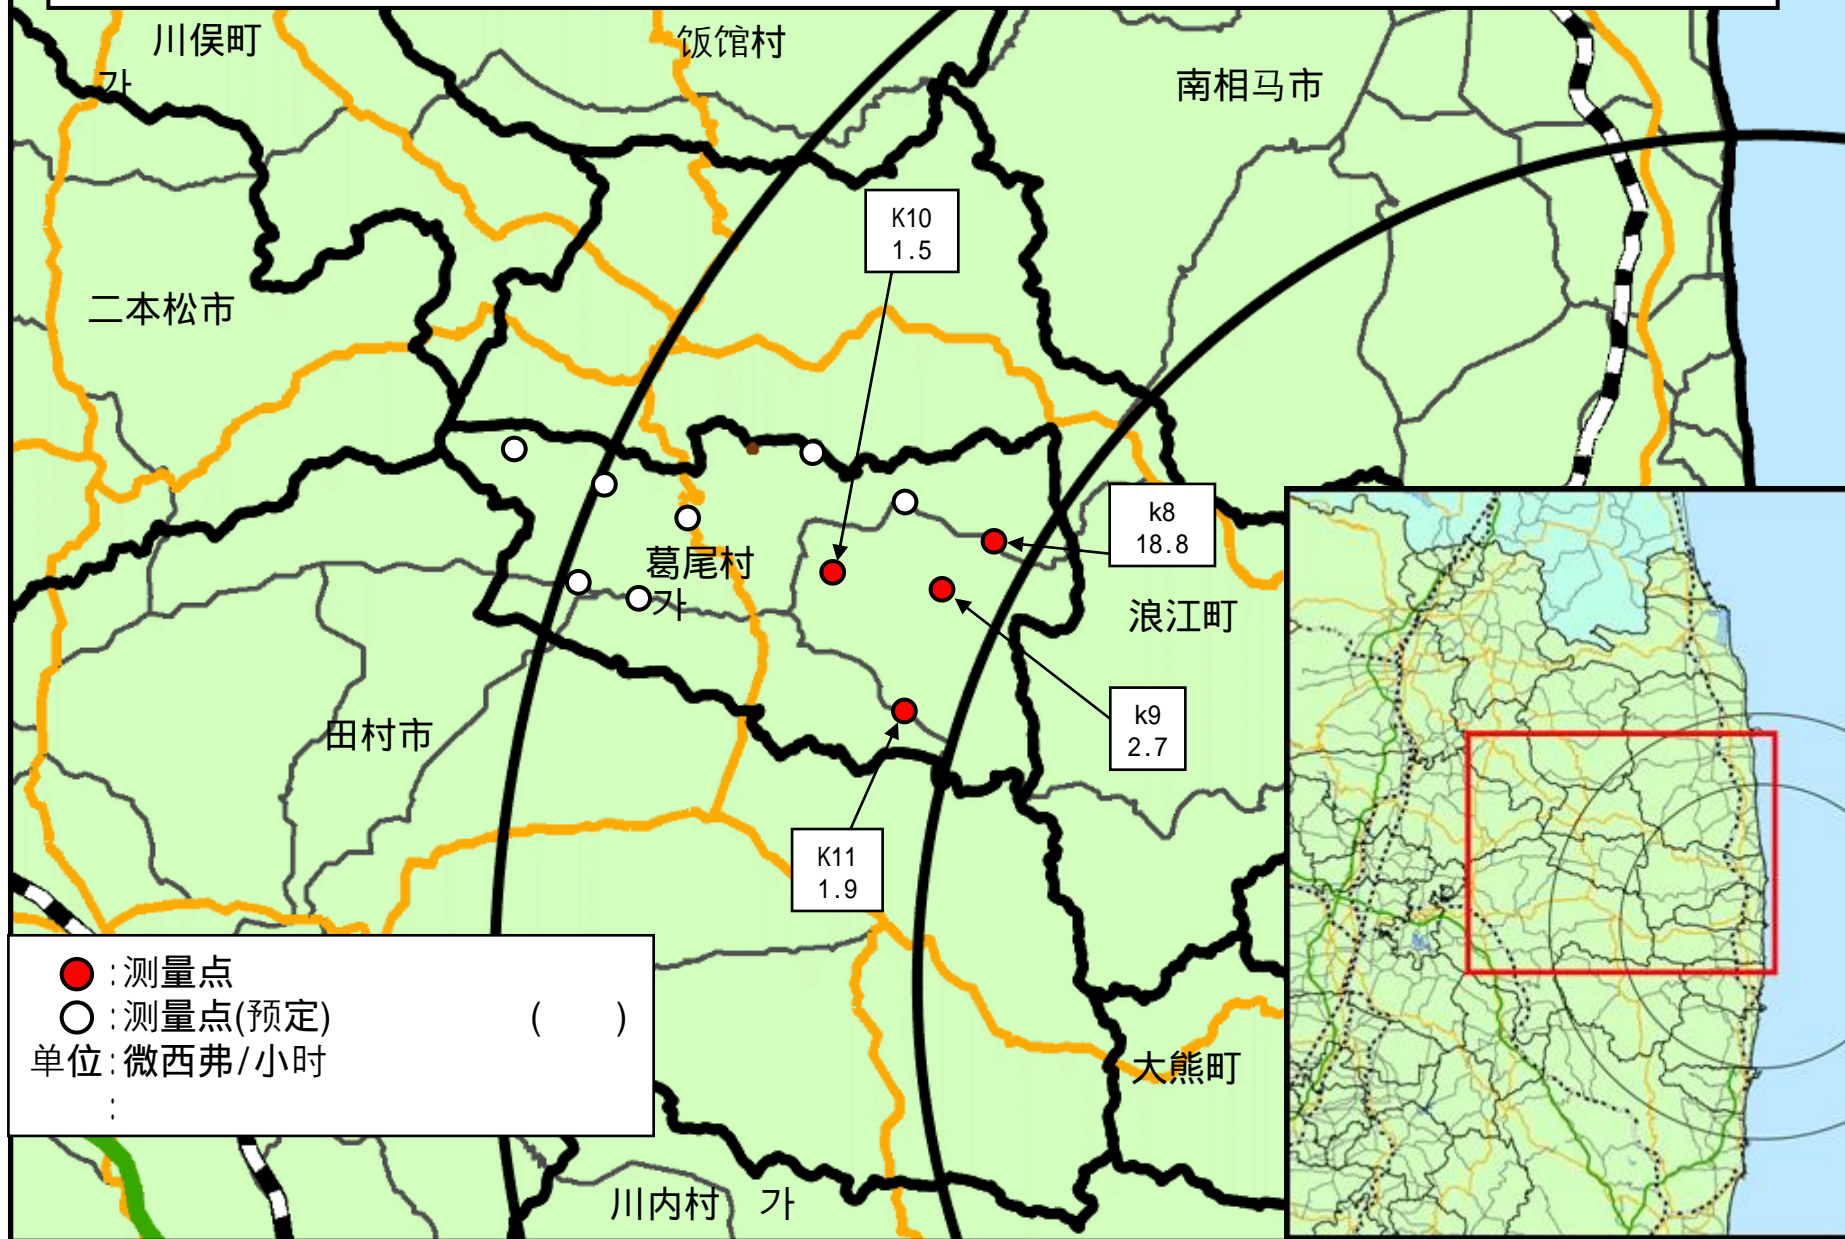 川俣町
가
饭馆村
南相马市
K10
1.5
二本松市
k8
18.8
葛尾村
가
浪江町
k9
2.7
田村市
K11
1.9
:测量点
:测量点(预定) ( )
单位:微西弗/小时
:
大熊町
川内村 가